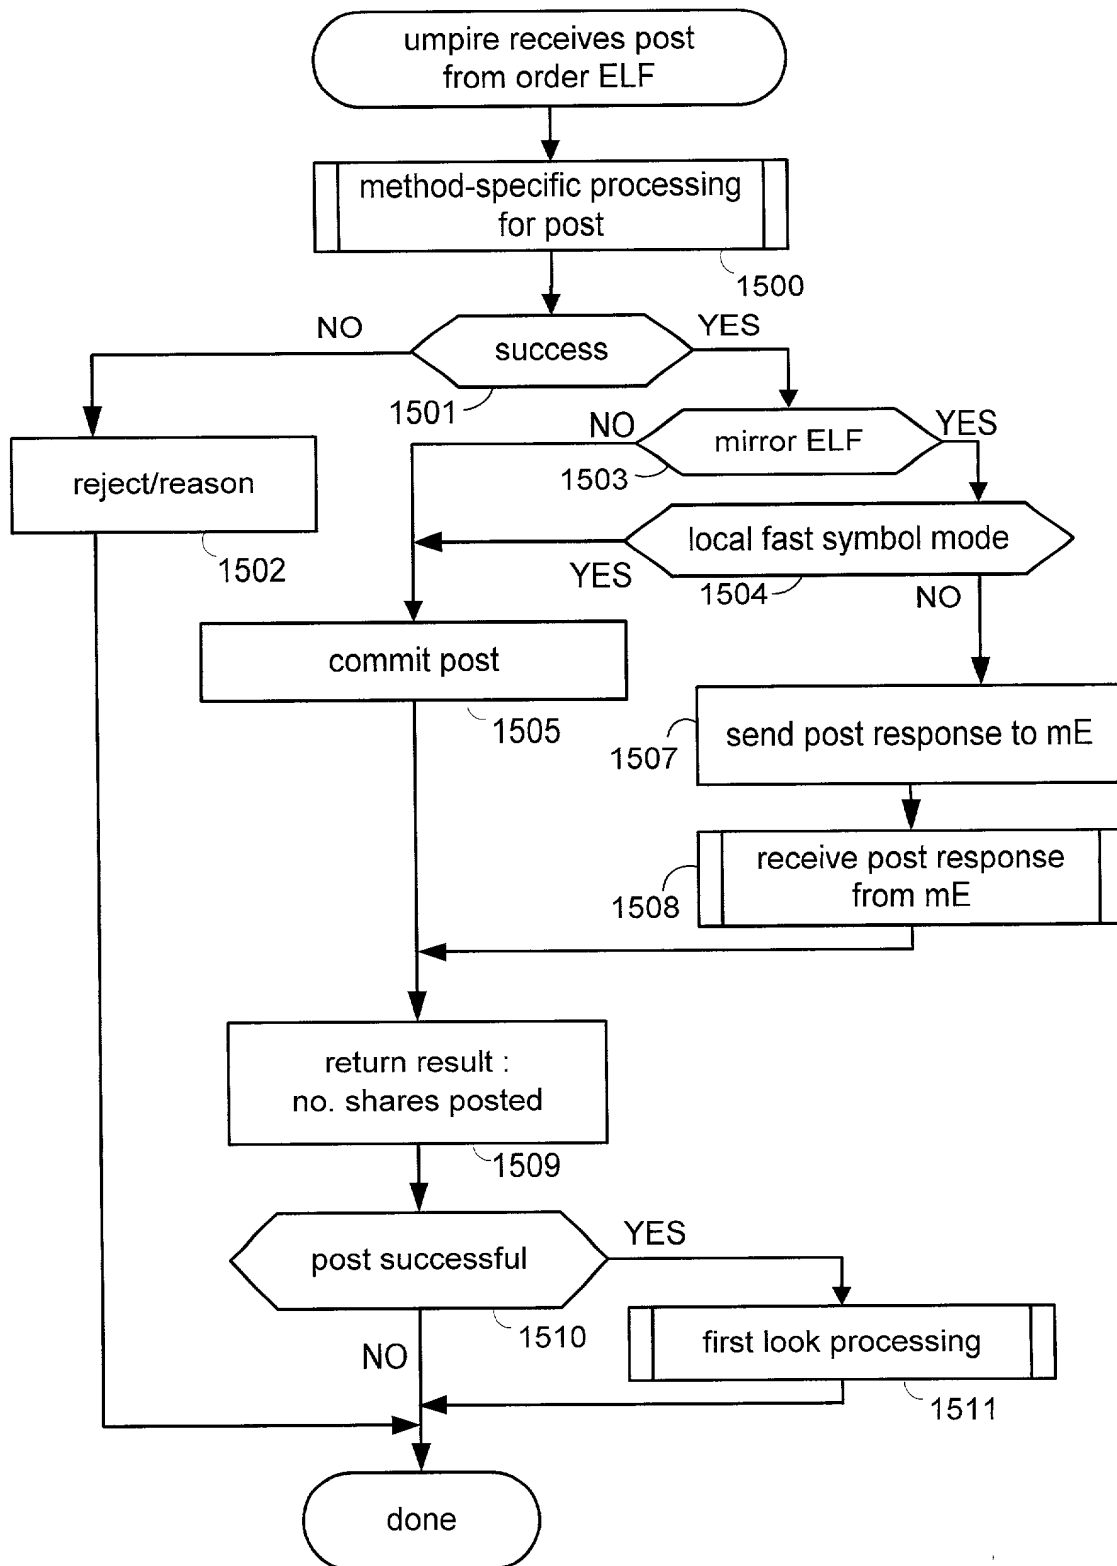 umpire receives post
from order ELF
method-specific processing
for post
1500
NO
YES
success
1501
NO
mirror ELF
YES
1503
reject/reason
1502
local fast symbol mode
YES
1504
NO
commit post
1505
send post response to mE
1507
receive post response
from mE
1508
return result :
no. shares posted
1509
post successful
YES
1510
NO
first look processing
1511
done